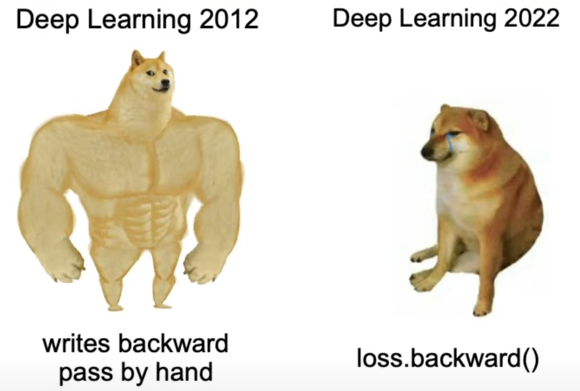 Deep Learning 2012
Deep Learning 2022
writes backward
pass by hand
loss.backward()